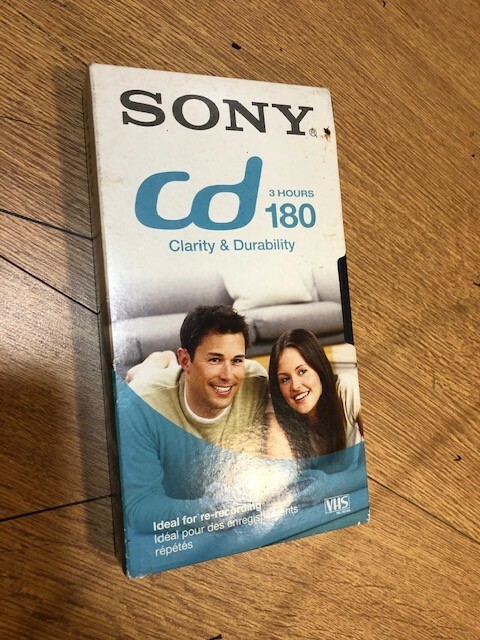 SONY®
cd
3 HOURS
180
Clarity & Durability
Ideal for re-recording
Idéal pour des enregistrements
répétés
VHS